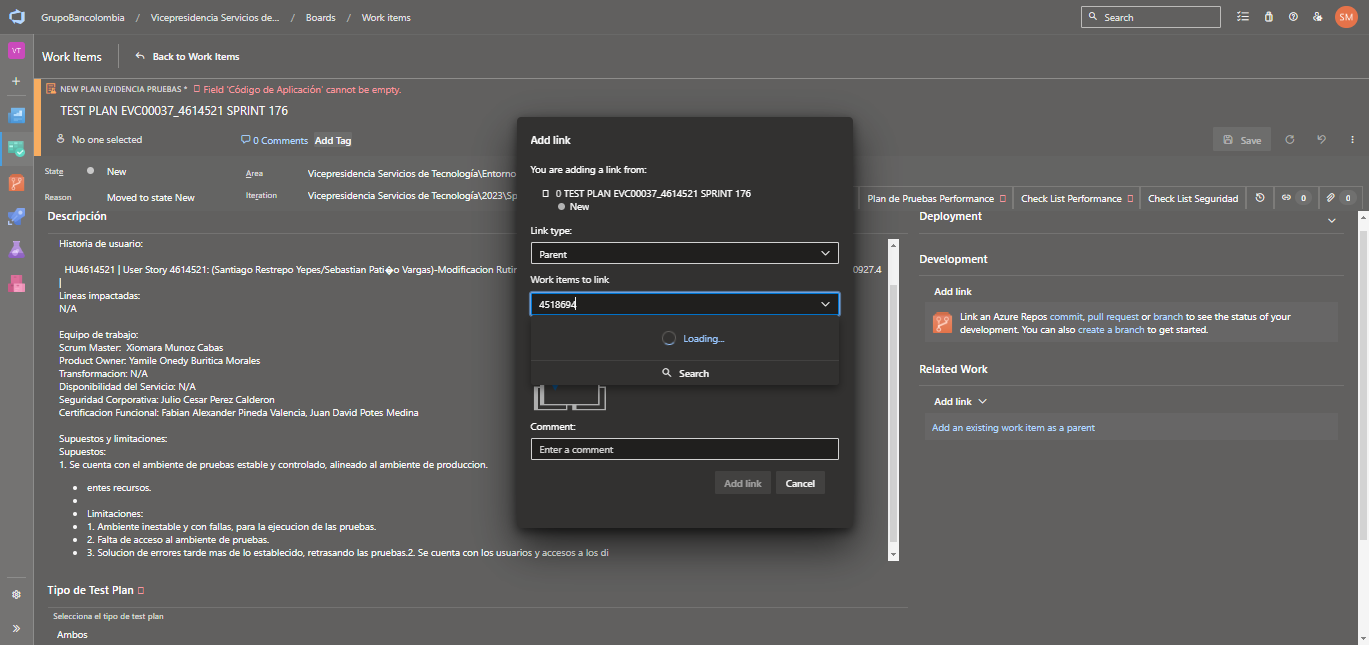 GrupoBancolombia / Vicepresidencia Servicios de... / Boards / Work items
Search
SM
VT
Work Items
Back to Work Items
NEW PLAN EVIDENCIA PRUEBAS * Field 'Código de Aplicación' cannot be empty.
TEST PLAN EVC00037_4614521 SPRINT 176
No one selected
0 Comments
Add Tag
Save
State
New
Area
Vicepresidencia Servicios de Tecnología\Entorno
Reason
Moved to state New
Iteration
Vicepresidencia Servicios de Tecnología\2023\Sp
Plan de Pruebas Performance
Check List Performance
Check List Seguridad
0
0
Descripción
Historia de usuario:
HU4614521 | User Story 4614521: (Santiago Restrepo Yepes/Sebastian Pati�o Vargas)-Modificacion Rutin
0927.4
|
Lineas impactadas:
N/A
Equipo de trabajo:
Scrum Master: Xiomara Munoz Cabas
Product Owner: Yamile Onedy Buritica Morales
Transformacion: N/A
Disponibilidad del Servicio: N/A
Seguridad Corporativa: Julio Cesar Perez Calderon
Certificacion Funcional: Fabian Alexander Pineda Valencia, Juan David Potes Medina
Supuestos y limitaciones:
Supuestos:
1. Se cuenta con el ambiente de pruebas estable y controlado, alineado al ambiente de produccion.
• entes recursos.
•
• Limitaciones:
• 1. Ambiente inestable y con fallas, para la ejecucion de las pruebas.
• 2. Falta de acceso al ambiente de pruebas.
• 3. Solucion de errores tarde mas de lo establecido, retrasando las pruebas.2. Se cuenta con los usuarios y accesos a los di
Tipo de Test Plan
Selecciona el tipo de test plan
Ambos
Add link
You are adding a link from:
0 TEST PLAN EVC00037_4614521 SPRINT 176
New
Link type:
Parent
Work items to link
4518694
Loading...
Search
Comment:
Enter a comment
Add link
Cancel
Deployment
Development
Add link
Link an Azure Repos commit, pull request or branch to see the status of your
development. You can also create a branch to get started.
Related Work
Add link
Add an existing work item as a parent